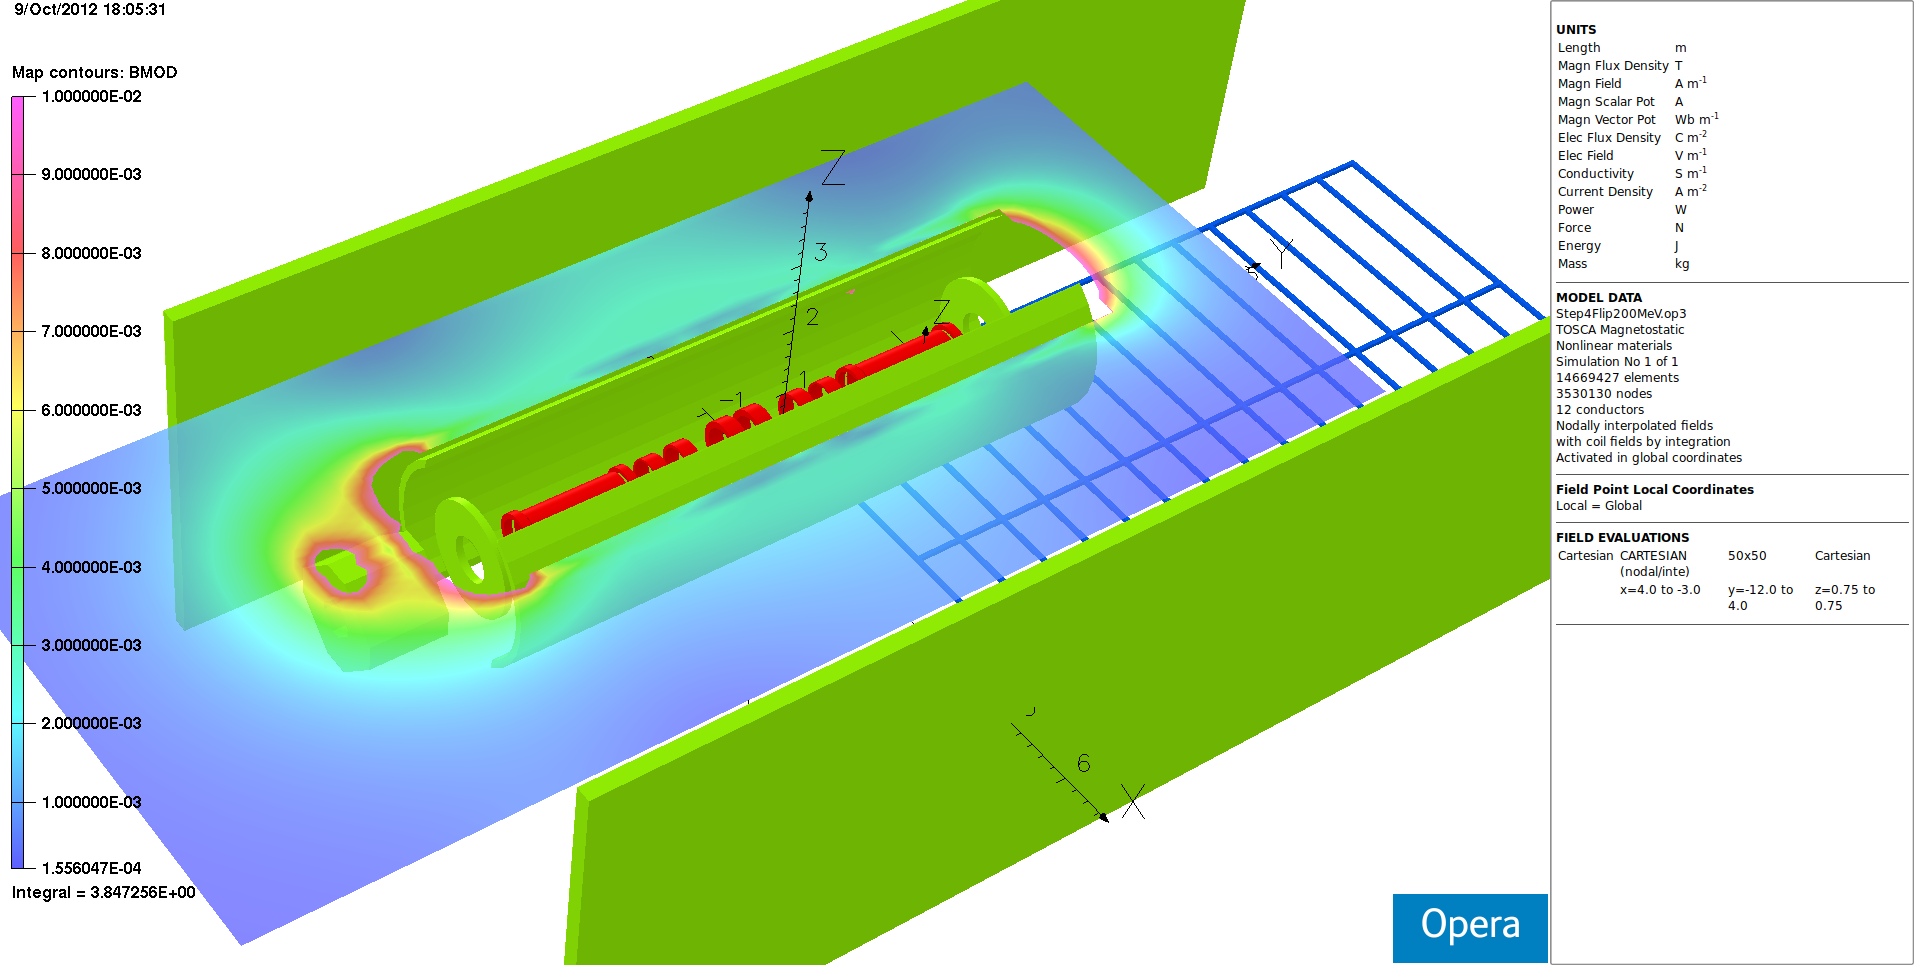 9/Oct/2012 18:05:31
Map contours: BMOD
1.000000E-02
9.000000E-03
8.000000E-03
7.000000E-03
6.000000E-03
5.000000E-03
4.000000E-03
3.000000E-03
2.000000E-03
1.000000E-03
1.556047E-04
Integral = 3.847256E+00
Z
3
2
1
-1
Z
Y
5
6
X
Opera
UNITS
Length m
Magn Flux Density T
Magn Field A m-1
Magn Scalar Pot A
Magn Vector Pot Wb m-1
Elec Flux Density C m-2
Elec Field V m-1
Conductivity S m-1
Current Density A m-2
Power W
Force N
Energy J
Mass kg
MODEL DATA
Step4Flip200MeV.op3
TOSCA Magnetostatic
Nonlinear materials
Simulation No 1 of 1
14669427 elements
3530130 nodes
12 conductors
Nodally interpolated fields
with coil fields by integration
Activated in global coordinates
Field Point Local Coordinates
Local = Global
FIELD EVALUATIONS
Cartesian CARTESIAN 50x50 Cartesian
(nodal/inte)
x=4.0 to -3.0 y=-12.0 to z=0.75 to
4.0 0.75